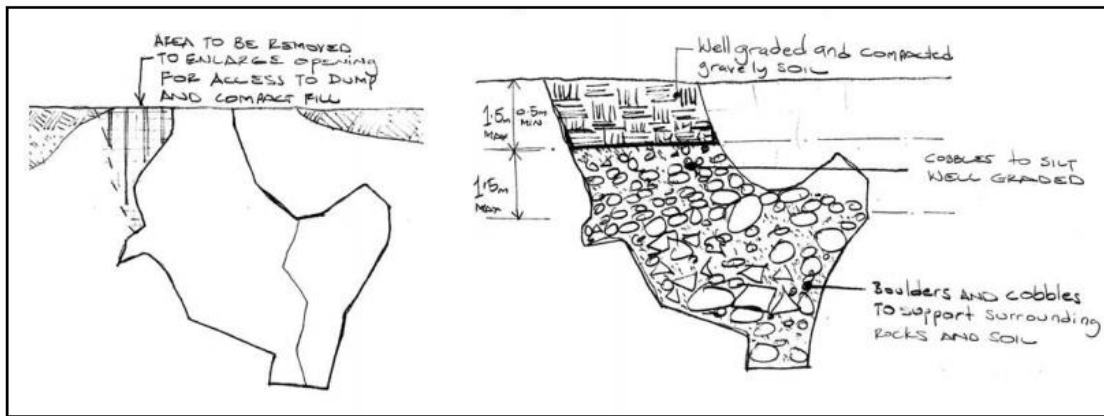 AREA TO BE REMOVED
TO ENLARGE opening
FOR ACCESS TO DUMP
AND COMPACT FILL
Well graded and compacted
gravely SOIL
1.5m
MAX
0.5m
MIN
1.5m
MAX
COBBLES TO SILT
WELL GRADED
Boulders AND cobbles
TO support surrounding
ROCKS AND SOIL